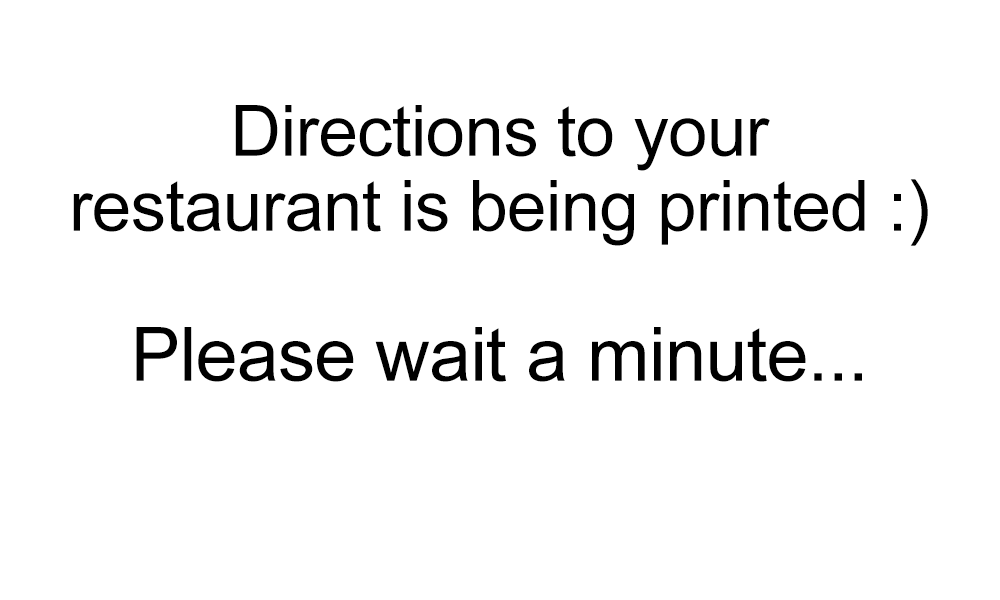 Directions to your
restaurant is being printed :)
Please wait a minute...